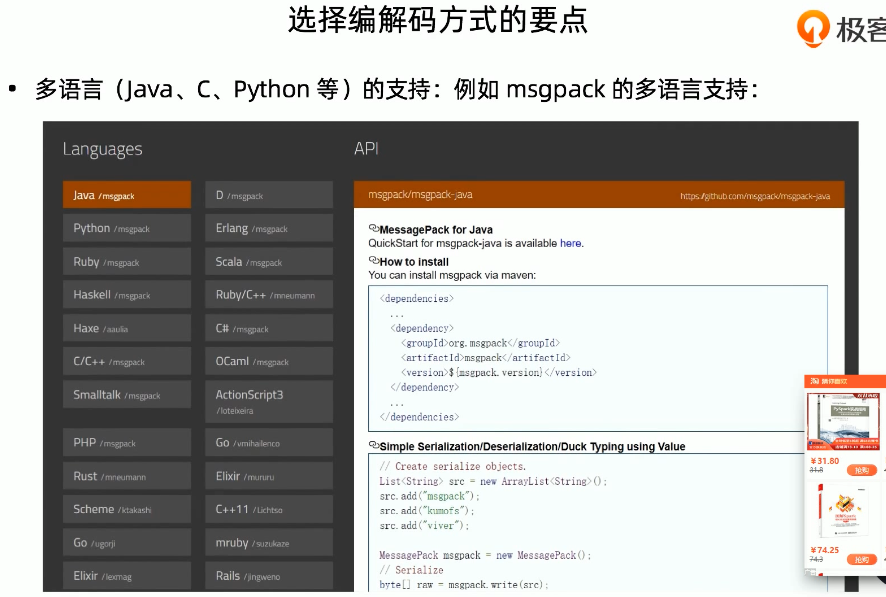 选择编解码方式的要点
极客
• 多语言（Java、C、Python 等）的支持：例如 msgpack 的多语言支持：
Languages
Java /msgpack
D /msgpack
Python /msgpack
Erlang /msgpack
Ruby /msgpack
Scala /msgpack
Haskell /msgpack
Ruby/C++ /mneumann
Haxe /aaulia
C# /msgpack
C/C++ /msgpack
OCaml /msgpack
Smalltalk /msgpack
ActionScript3
/loteixeira
PHP /msgpack
Go /vmihailenco
Rust /mneumann
Elixir /mururu
Scheme /ktakashi
C++11 /Lichtso
Go /ugorji
mruby /suzukaze
Elixir /lexmag
Rails /jingweno
API
msgpack/msgpack-java
https://github.com/msgpack/msgpack-java
MessagePack for Java
QuickStart for msgpack-java is available here.
How to install
You can install msgpack via maven:
<dependencies>
...
<dependency>
<groupId>org.msgpack</groupId>
<artifactId>msgpack</artifactId>
<version>${msgpack.version}</version>
</dependency>
...
</dependencies>
Simple Serialization/Deserialization/Duck Typing using Value
// Create serialize objects.
List<String> src = new ArrayList<String>();
src.add("msgpack");
src.add("kumofs");
src.add("viver");
MessagePack msgpack = new MessagePack();
// Serialize
byte[] raw = msgpack.write(src);
¥31.80
31.8
抢购
¥74.25
74.3
抢购